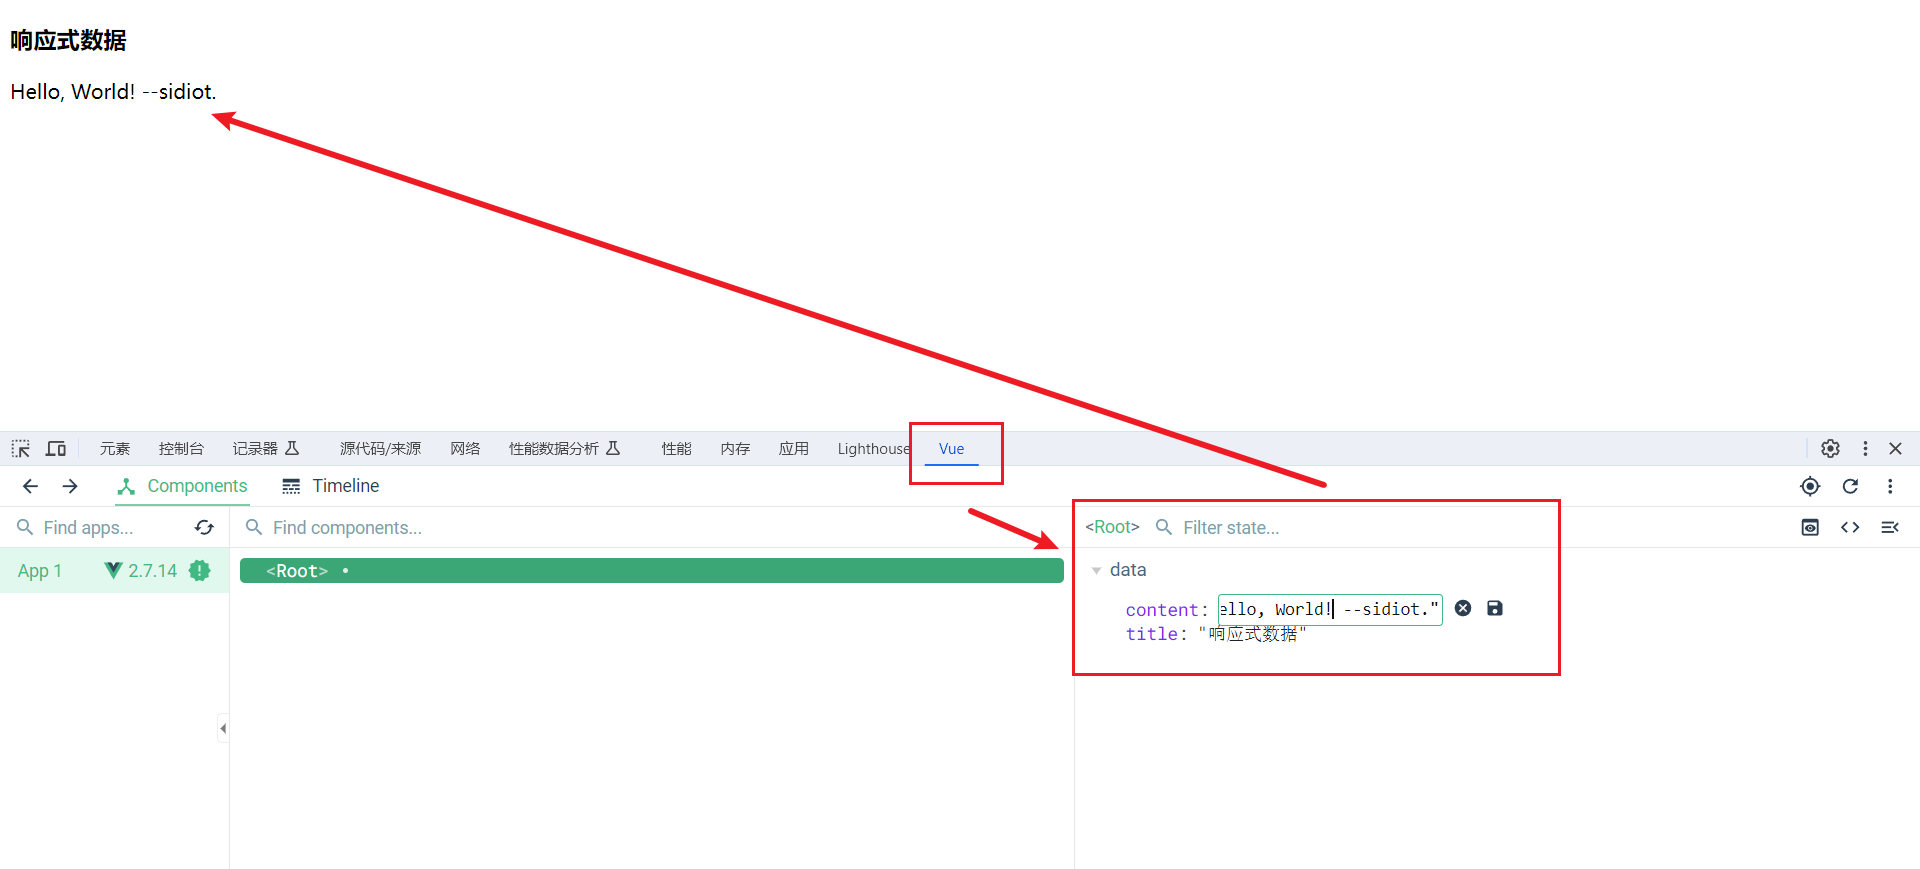 响应式数据
Hello, World! --sidiot.
元素 控制台 记录器 源代码/来源 网络 性能数据分析 性能 内存 应用 Lighthouse Vue
Components Timeline
Find apps... Find components... <Root> Filter state...
App 1 2.7.14 <Root>
data
content: ello, World! --sidiot."
title: "响应式数据"